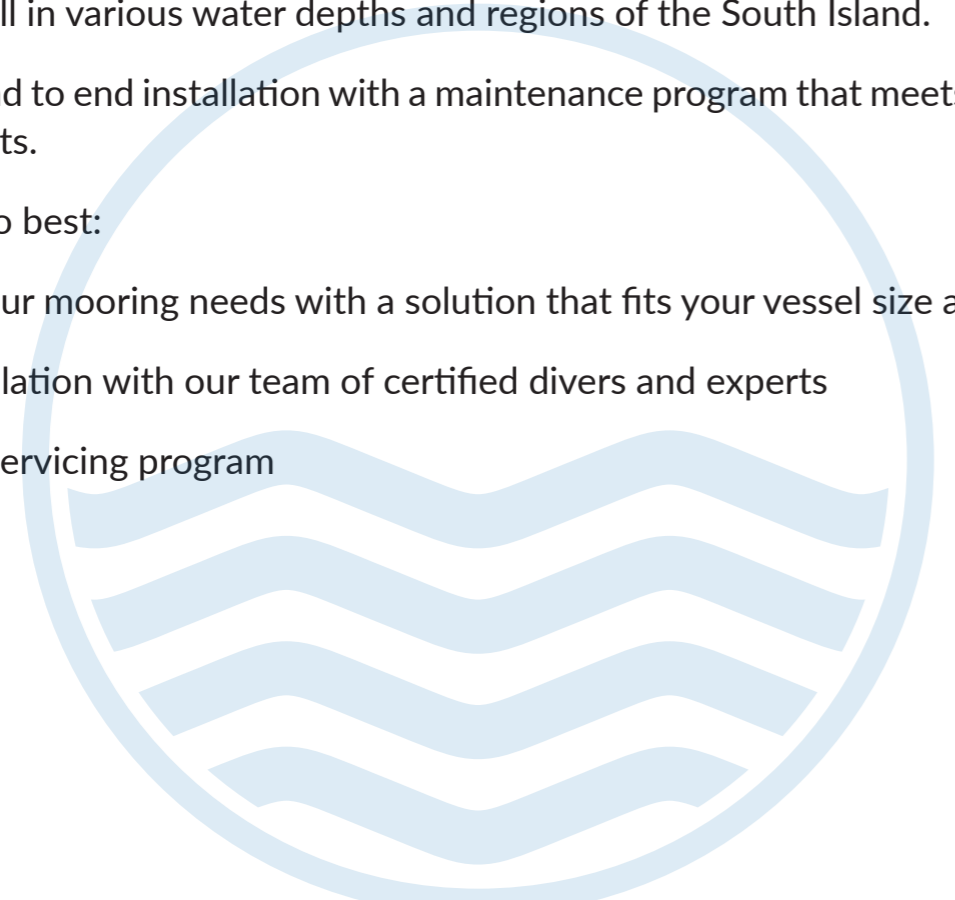 ll in various water depths and regions of the South Island.
d to end installation with a maintenance program that meets
ts.
o best:
ur mooring needs with a solution that fits your vessel size a
lation with our team of certified divers and experts
ervicing program